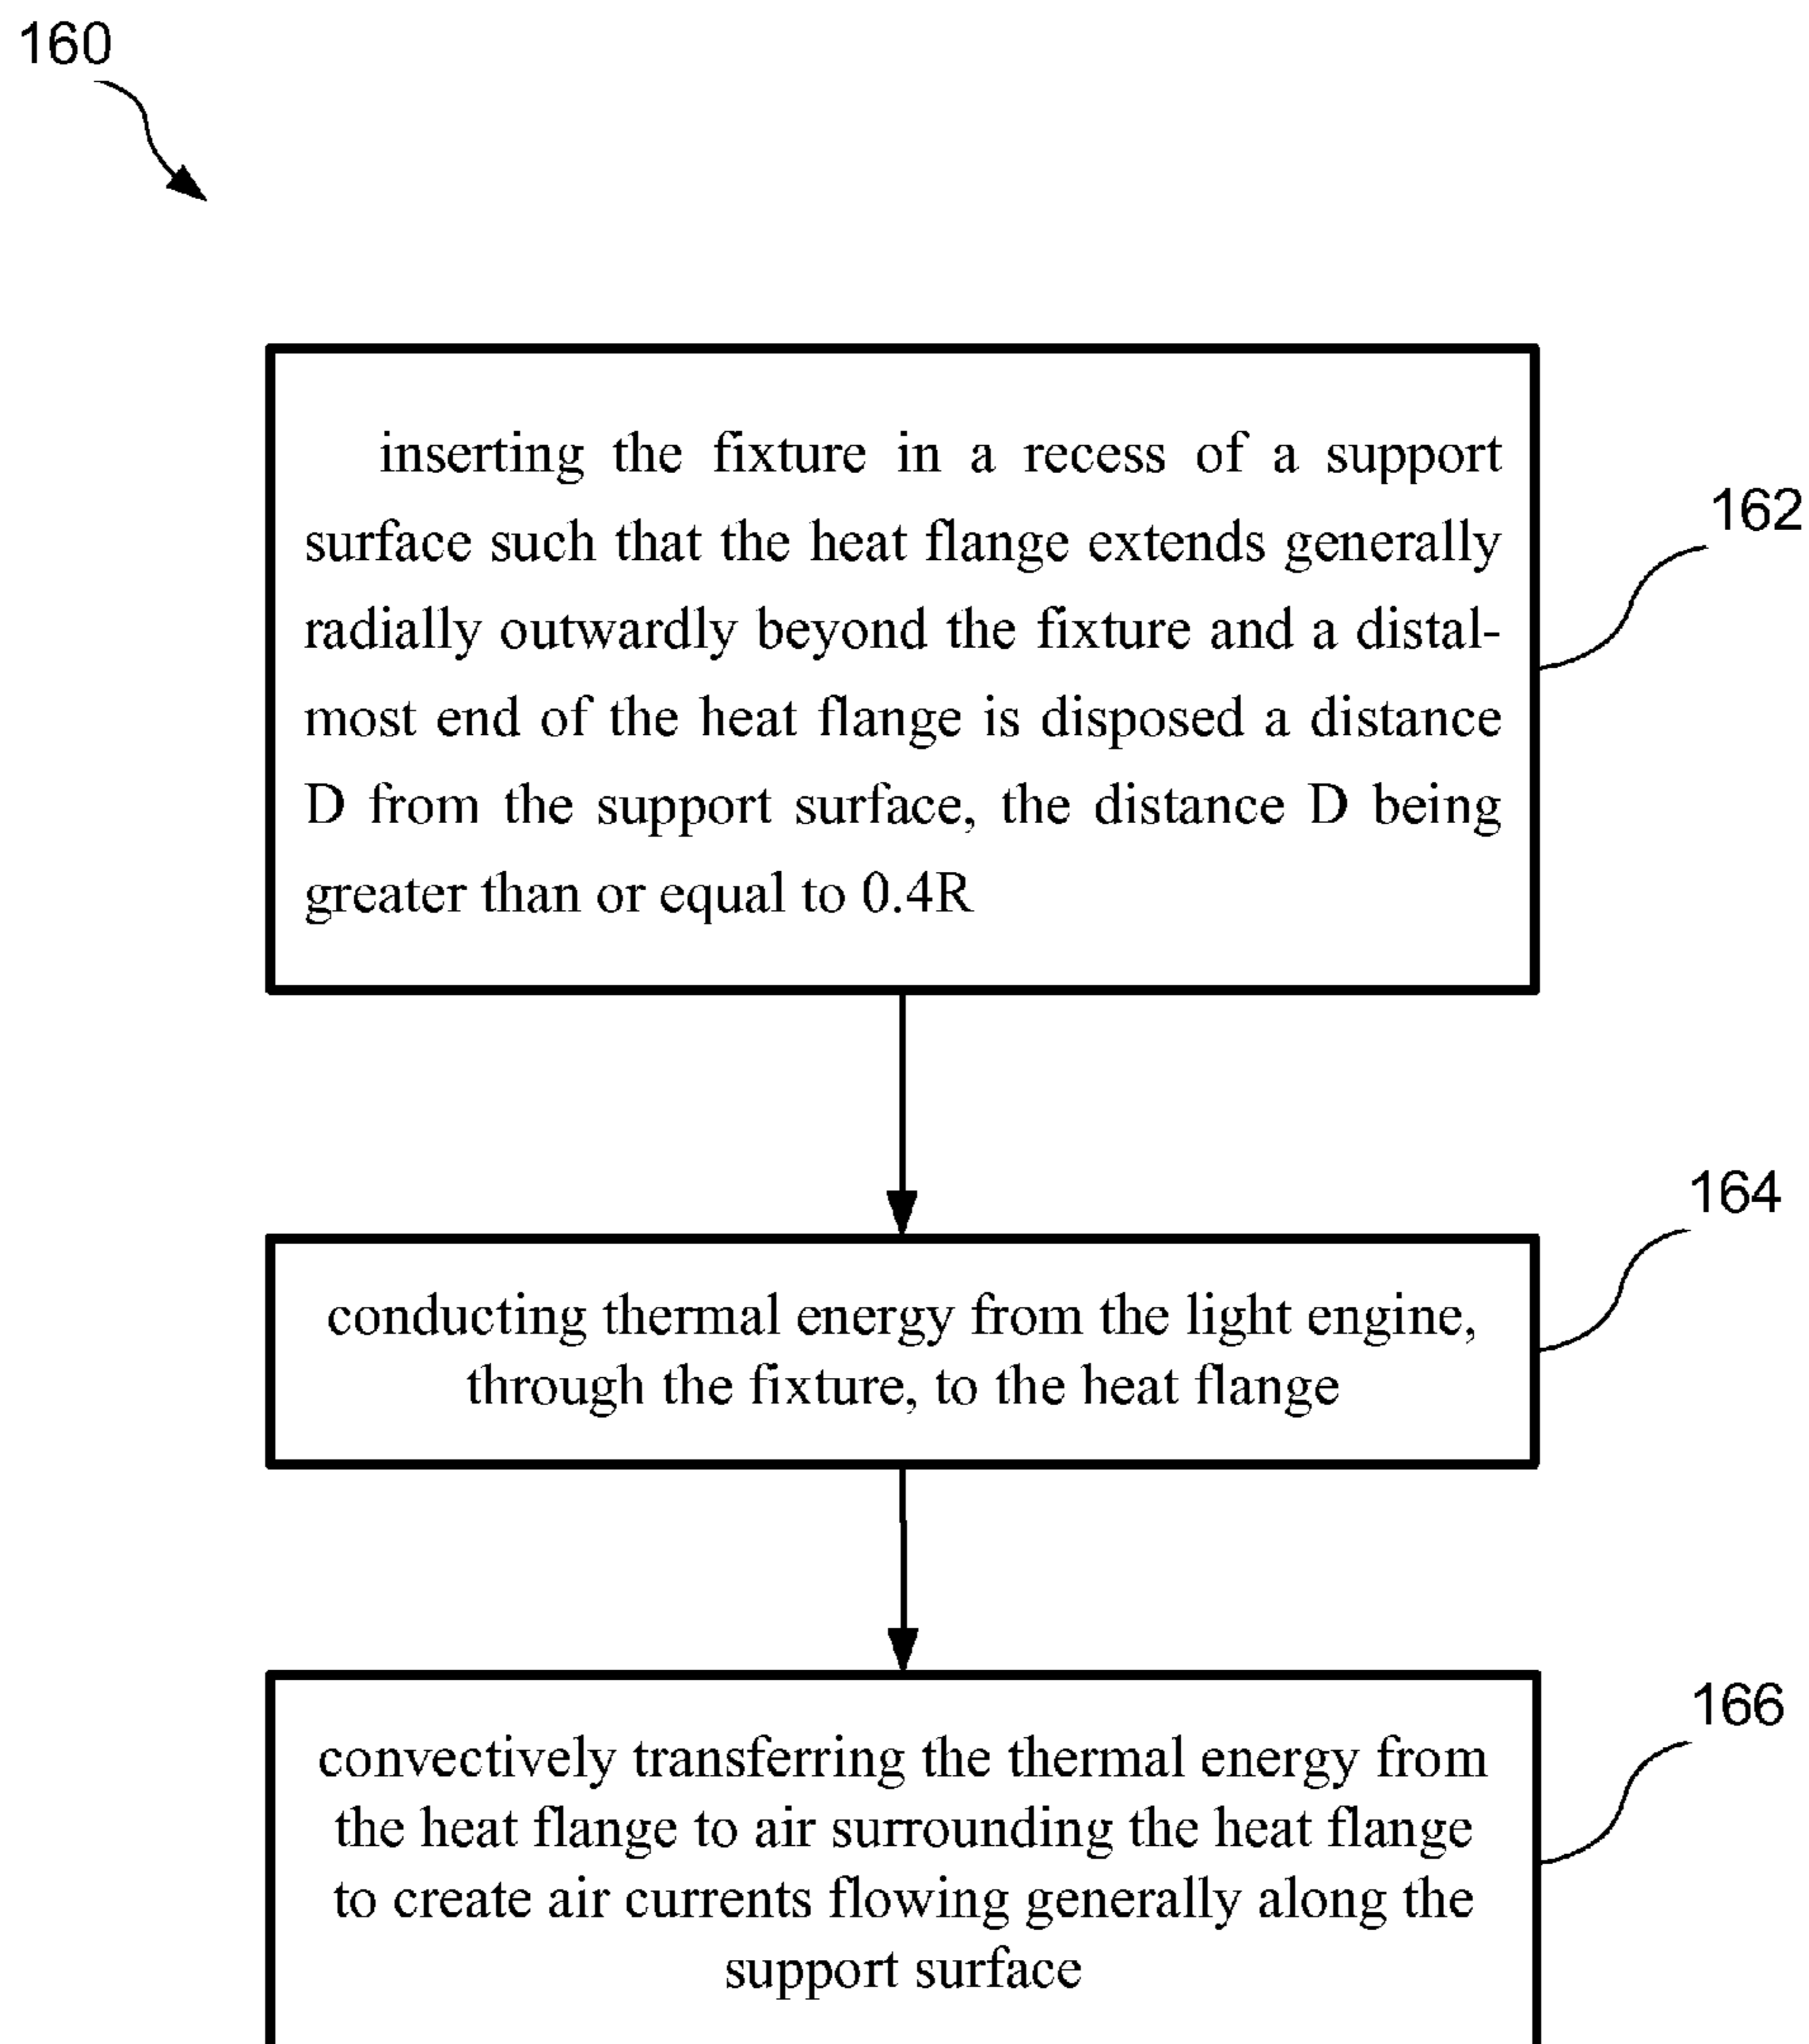 160
inserting the fixture in a recess of a support
surface such that the heat flange extends generally
radially outwardly beyond the fixture and a distal-
most end of the heat flange is disposed a distance
D from the support surface, the distance D being
greater than or equal to 0.4R
162
conducting thermal energy from the light engine,
through the fixture, to the heat flange
164
convectively transferring the thermal energy from
the heat flange to air surrounding the heat flange
to create air currents flowing generally along the
support surface
166